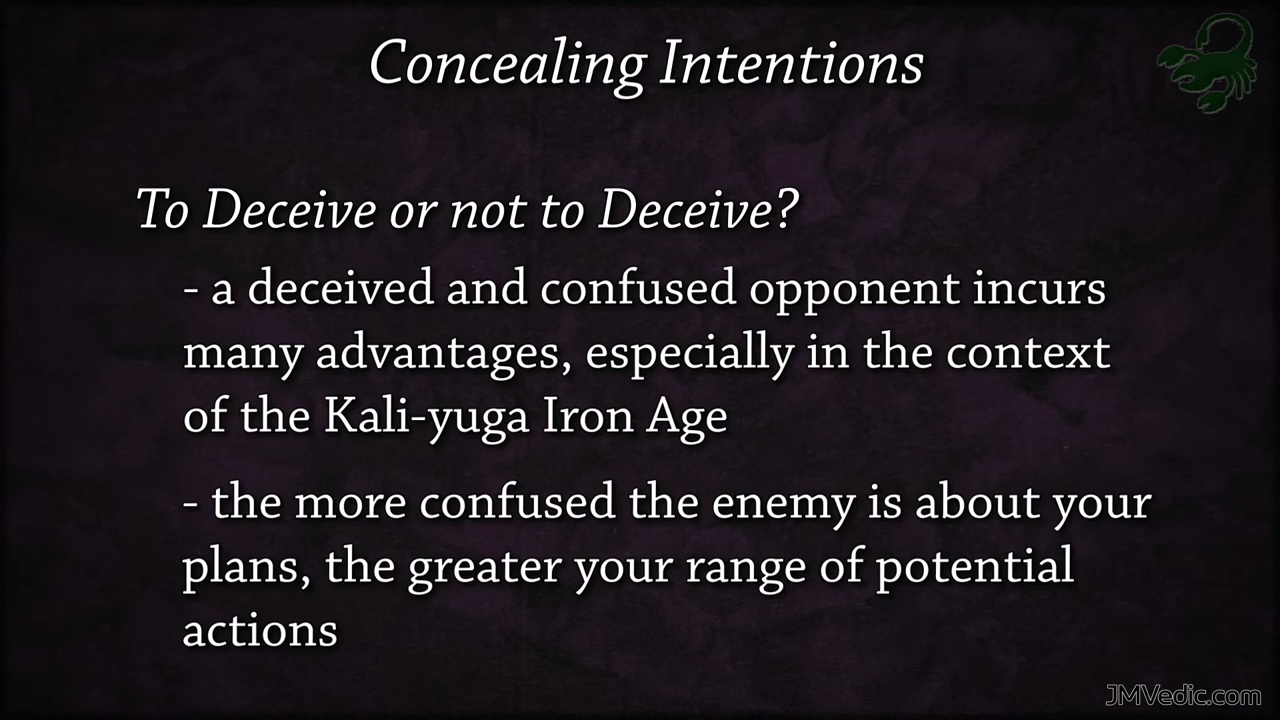 Concealing Intentions
To Deceive or not to Deceive?
- a deceived and confused opponent incurs
many advantages, especially in the context
of the Kali-yuga Iron Age
- the more confused the enemy is about your
plans, the greater your range of potential
actions
JMVedic.com